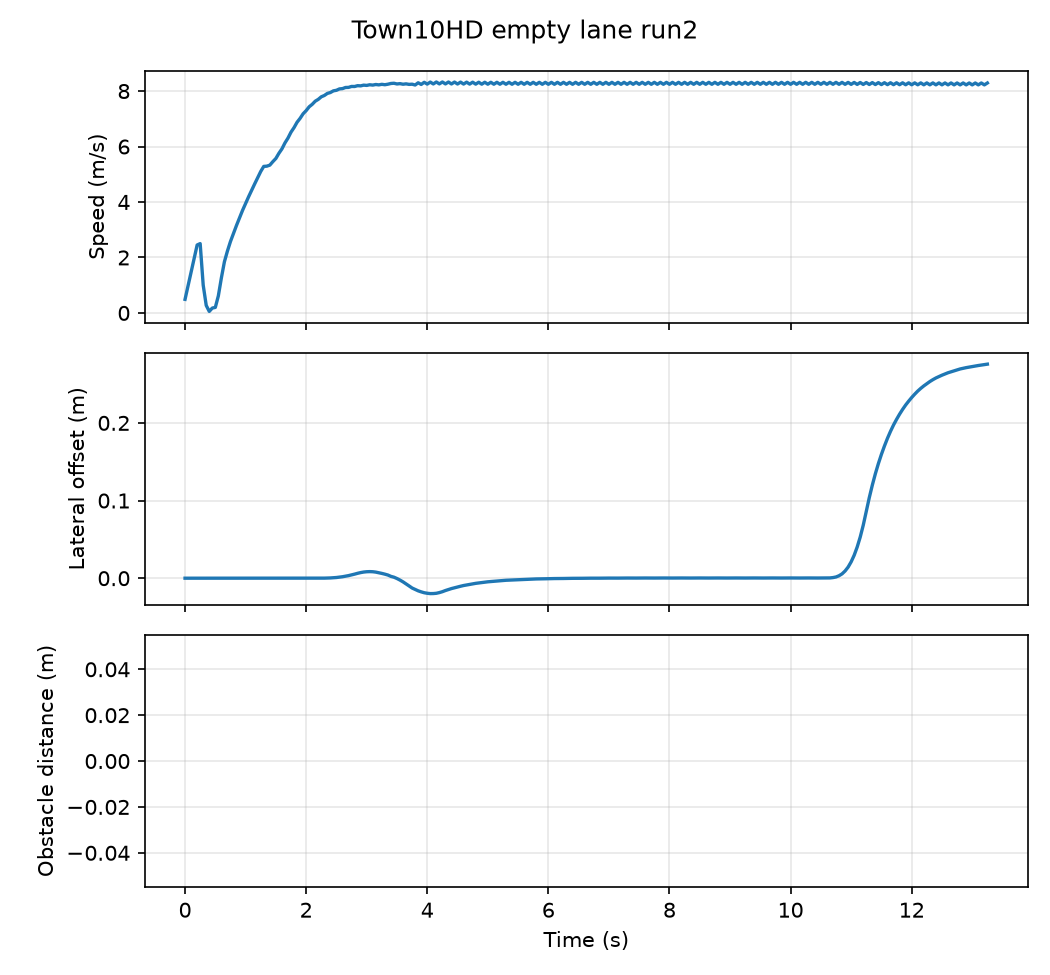 Town10HD empty lane run2
Speed (m/s)
8
6
4
2
0
Lateral offset (m)
0.2
0.1
0.0
Obstacle distance (m)
0.04
0.02
0.00
−0.02
−0.04
0 2 4 6 8 10 12
Time (s)